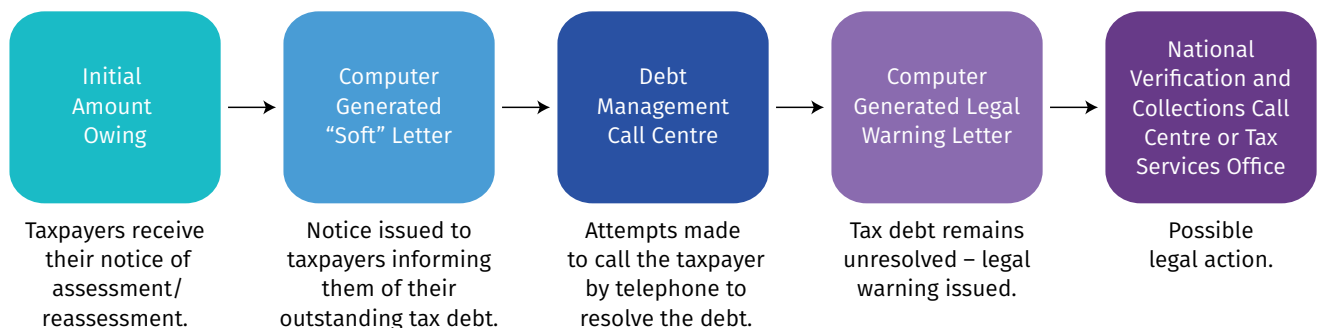 Initial
Amount
Owing
Computer
Generated
“Soft” Letter
Debt
Management
Call Centre
Computer
Generated Legal
Warning Letter
National
Verification and
Collections Call
Centre or Tax
Services Office
Taxpayers receive
their notice of
assessment/
reassessment.
Notice issued to
taxpayers informing
them of their
outstanding tax debt.
Attempts made
to call the taxpayer
by telephone to
resolve the debt.
Tax debt remains
unresolved – legal
warning issued.
Possible
legal action.